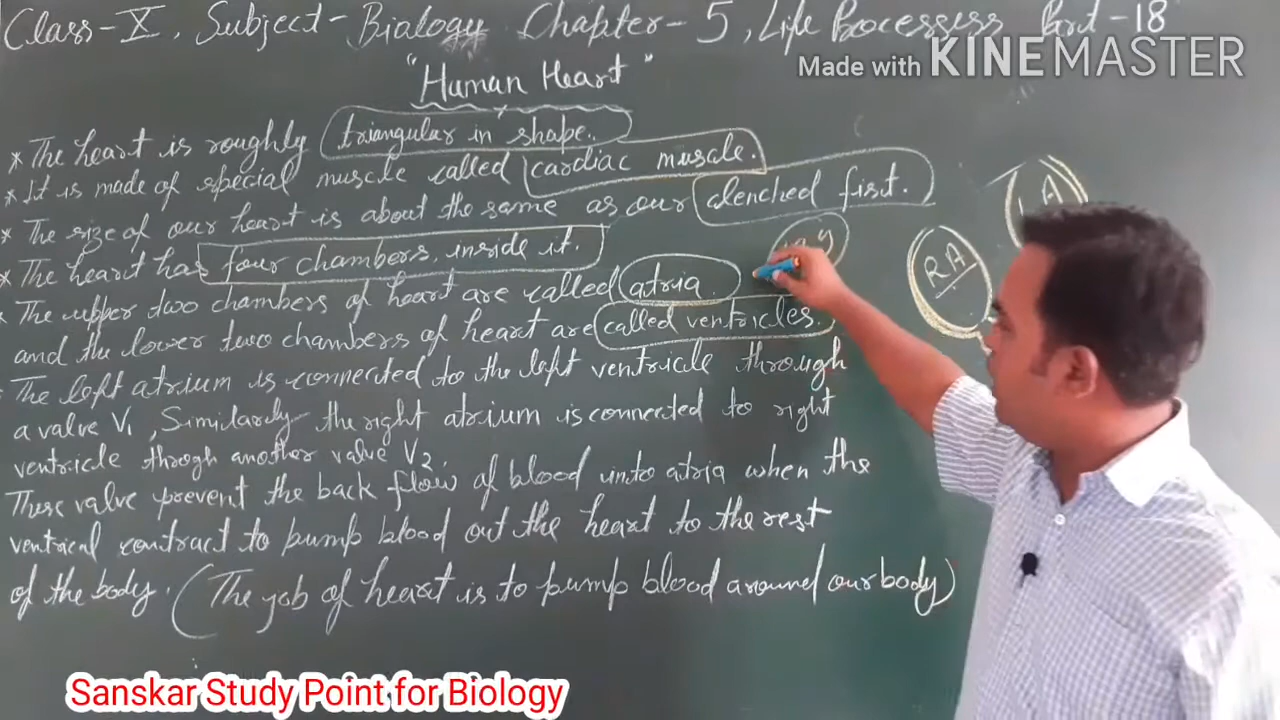 Class-X, Subject-Biology Chapter-5, Life Processess Part-18
Made with KINEMASTER
"Human Heart"
* The heart is roughly triangular in shape.
* It is made of special muscle called cardiac muscle.
* The size of our heart is about the same as our clenched first.
* The heart has four chambers, inside it.
The upper two chambers of heart are called atria.
and the lower two chambers of heart are called ventricles.
The left atrium is connected to the left ventricle through
a valve V1, Similarly the right atrium is connected to right
ventricle throgh another valve V2.
These valve prevent the back flow of blood into atria when the
ventrical contract to pump blood out the heart to the rest
of the body. (The job of heart is to pump blood around our body)
LA
RA
Sanskar Study Point for Biology